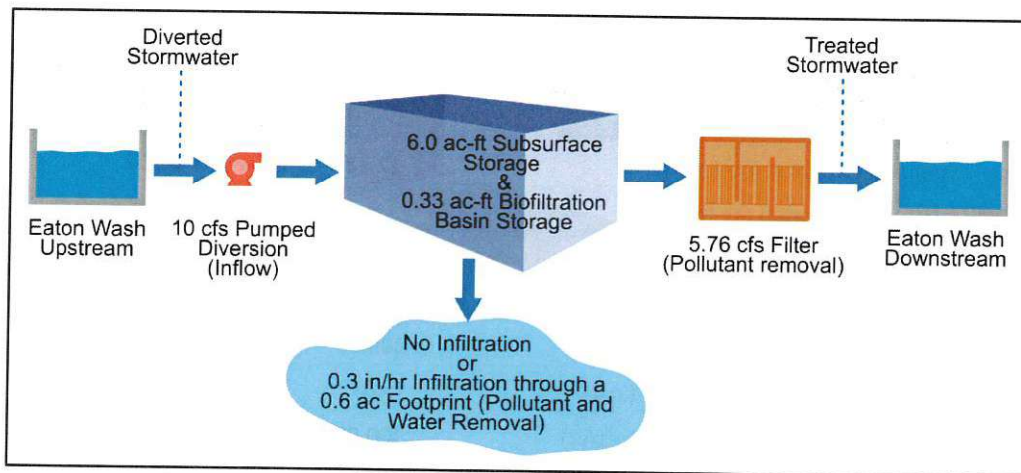 Diverted
Stormwater
Treated
Stormwater
6.0 ac-ft Subsurface
Storage
&
0.33 ac-ft Biofiltration
Basin Storage
Eaton Wash
Upstream
10 cfs Pumped
Diversion
(Inflow)
5.76 cfs Filter
(Pollutant removal)
Eaton Wash
Downstream
No Infiltration
or
0.3 in/hr Infiltration through a
0.6 ac Footprint (Pollutant and
Water Removal)